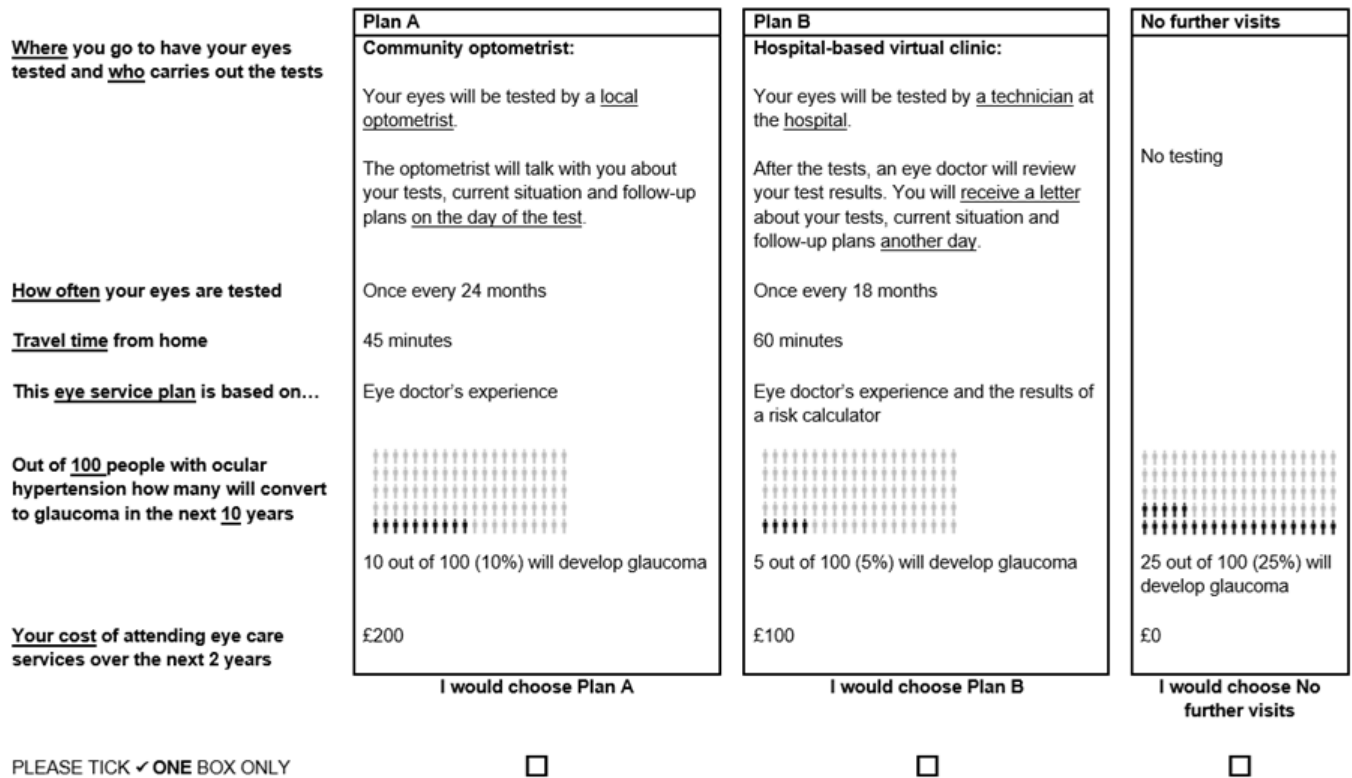 Plan A
Plan B
No further visits
Where you go to have your eyes
tested and who carries out the tests
Community optometrist:
Your eyes will be tested by a local
optometrist.
The optometrist will talk with you about
your tests, current situation and follow-up
plans on the day of the test.
Hospital-based virtual clinic:
Your eyes will be tested by a technician at
the hospital.
After the tests, an eye doctor will review
your test results. You will receive a letter
about your tests, current situation and
follow-up plans another day.
No testing
How often your eyes are tested
Once every 24 months
Once every 18 months
Travel time from home
45 minutes
60 minutes
This eye service plan is based on…
Eye doctor's experience
Eye doctor's experience and the results of
a risk calculator
Out of 100 people with ocular
hypertension how many will convert
to glaucoma in the next 10 years
10 out of 100 (10%) will develop glaucoma
5 out of 100 (5%) will develop glaucoma
25 out of 100 (25%) will
develop glaucoma
Your cost of attending eye care
services over the next 2 years
£200
£100
£0
I would choose Plan A
I would choose Plan B
I would choose No
further visits
PLEASE TICK ✓ ONE BOX ONLY